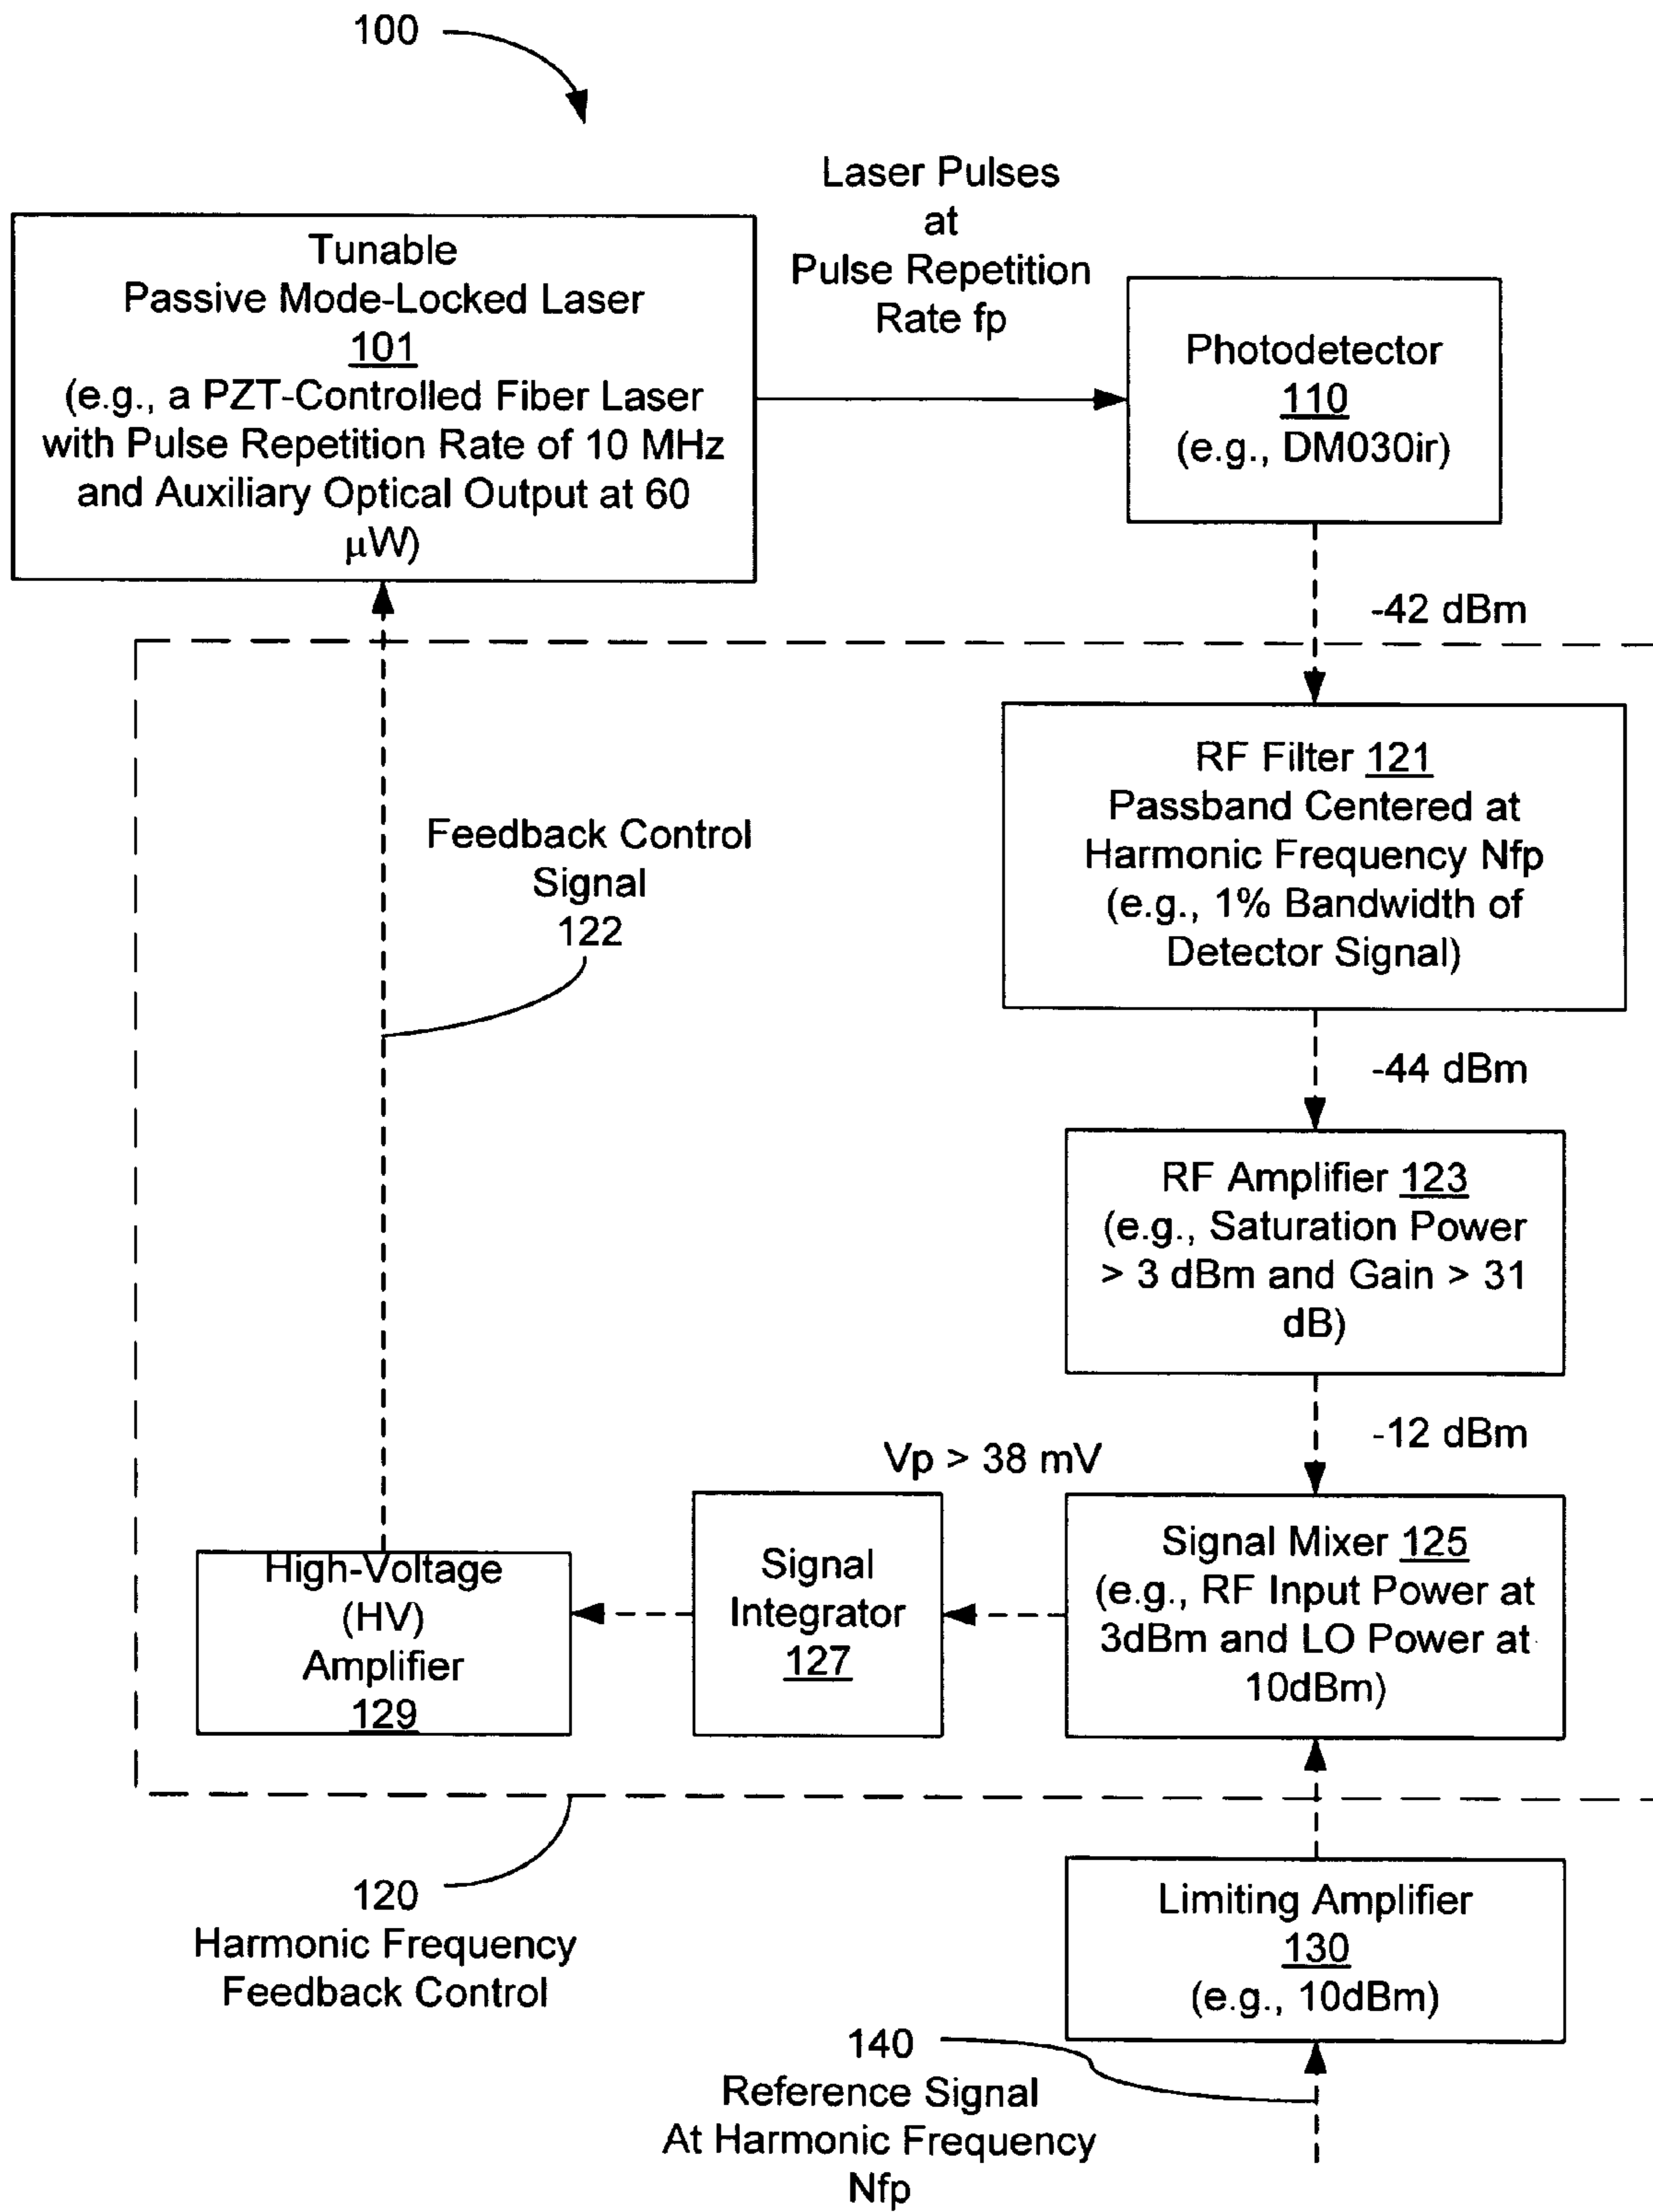 100
Laser Pulses
at
Pulse Repetition
Rate fp
Tunable
Passive Mode-Locked Laser
101
(e.g., a PZT-Controlled Fiber Laser
with Pulse Repetition Rate of 10 MHz
and Auxiliary Optical Output at 60
μW)
Photodetector
110
(e.g., DM030ir)
-42 dBm
RF Filter 121
Passband Centered at
Harmonic Frequency Nfp
(e.g., 1% Bandwidth of
Detector Signal)
Feedback Control
Signal
122
-44 dBm
RF Amplifier 123
(e.g., Saturation Power
> 3 dBm and Gain > 31
dB)
-12 dBm
Vp > 38 mV
Signal Mixer 125
(e.g., RF Input Power at
3dBm and LO Power at
10dBm)
Signal
Integrator
127
High-Voltage
(HV)
Amplifier
129
120
Harmonic Frequency
Feedback Control
Limiting Amplifier
130
(e.g., 10dBm)
140
Reference Signal
At Harmonic Frequency
Nfp